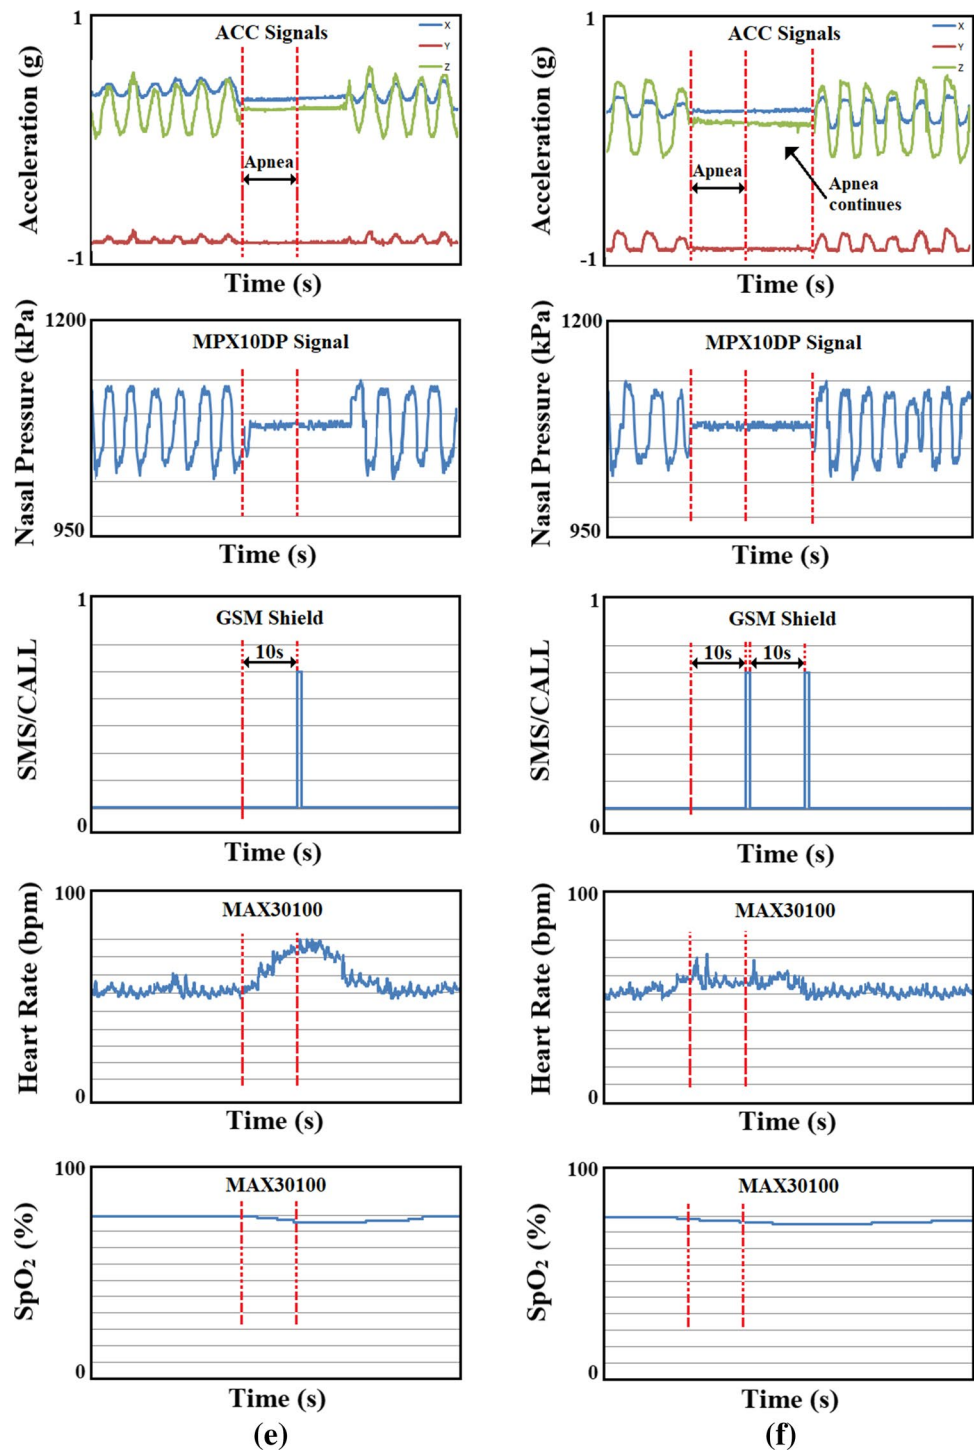 1
ACC Signals
X
Y
Z
Apnea
-1
Acceleration (g)
Time (s)
1200
MPX10DP Signal
950
Nasal Pressure (kPa)
Time (s)
1
GSM Shield
10s
0
SMS/CALL
Time (s)
100
MAX30100
0
Heart Rate (bpm)
Time (s)
100
MAX30100
0
SpO₂ (%)
Time (s)
(e)
1
ACC Signals
X
Y
Z
Apnea
Apnea
continues
-1
Acceleration (g)
Time (s)
1200
MPX10DP Signal
950
Nasal Pressure (kPa)
Time (s)
1
GSM Shield
10s
10s
0
SMS/CALL
Time (s)
100
MAX30100
0
Heart Rate (bpm)
Time (s)
100
MAX30100
0
SpO₂ (%)
Time (s)
(f)